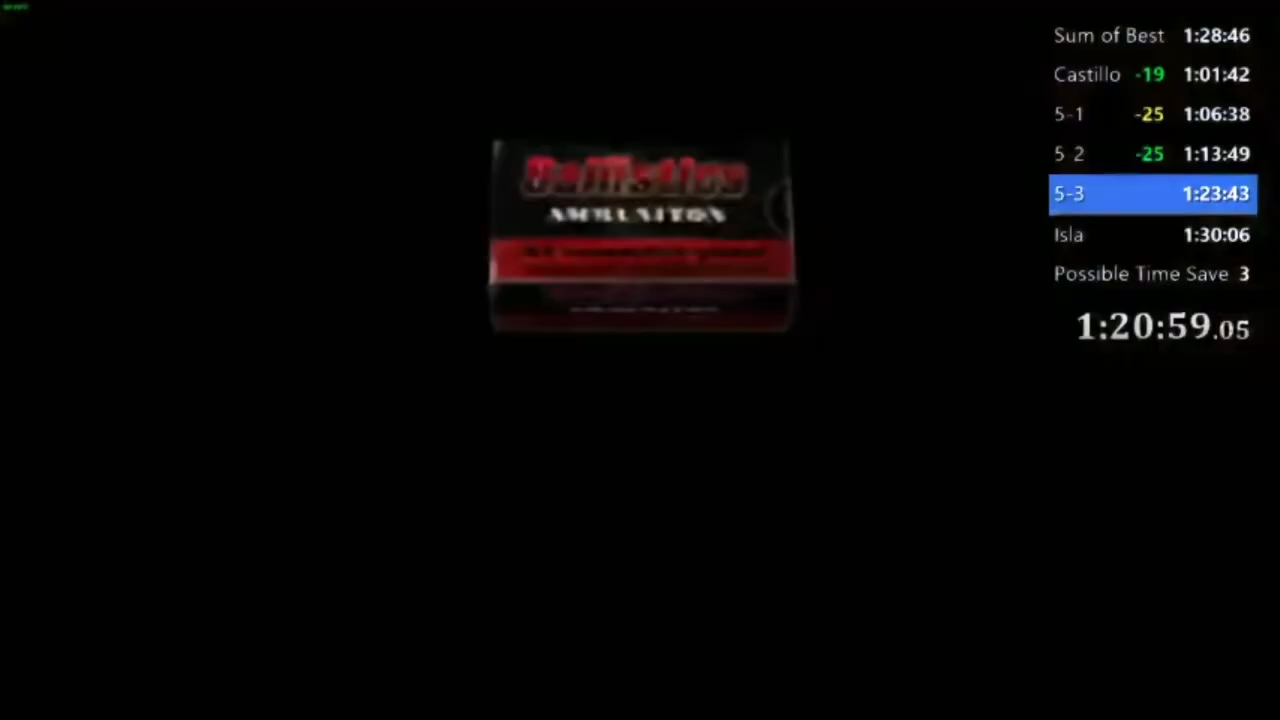 Ballistics
AMMUNITION
Sum of Best 1:28:46
Castillo -19 1:01:42
5-1 -25 1:06:38
5 2 -25 1:13:49
5-3 1:23:43
Isla 1:30:06
Possible Time Save 3
1:20:59.05